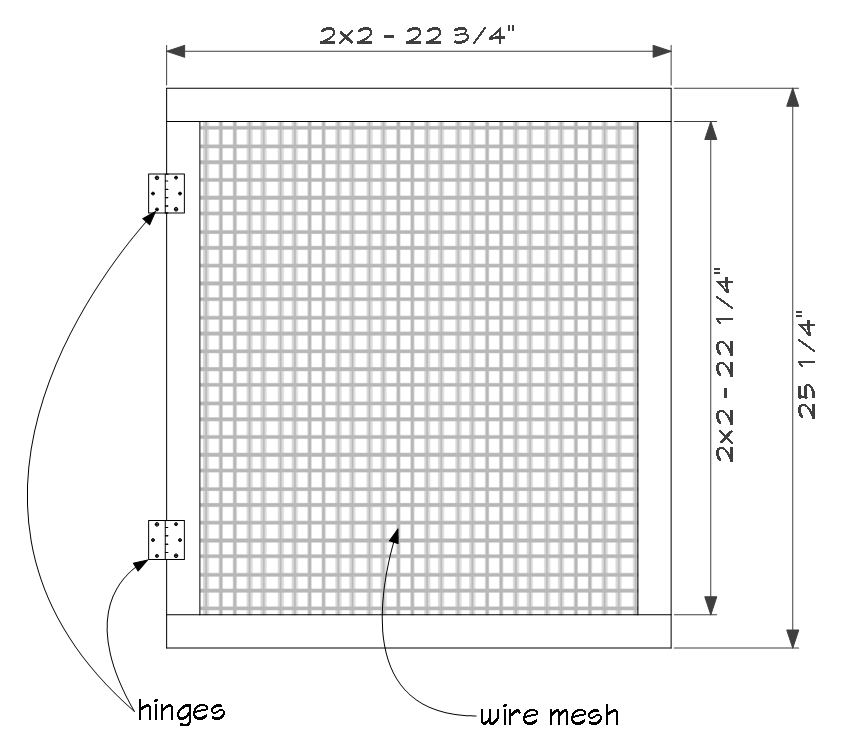 2x2 - 22 3/4"
2x2 - 22 1/4"
25 1/4"
hinges
wire mesh